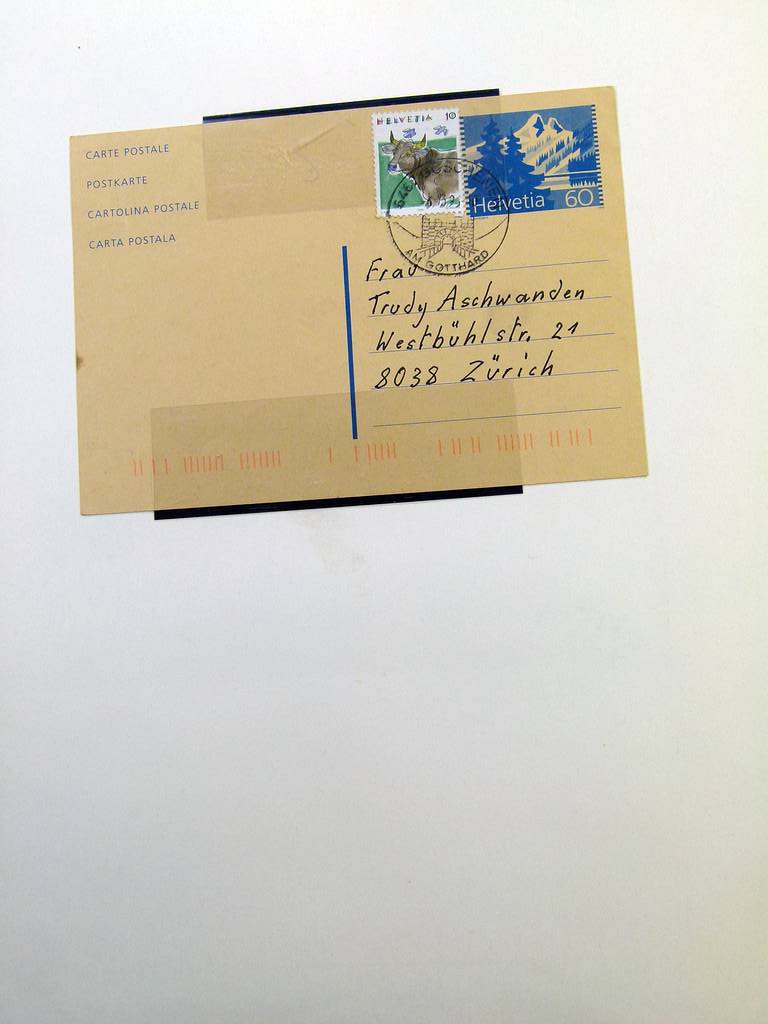 CARTE POSTALE
POSTKARTE
CARTOLINA POSTALE
CARTA POSTALA
HELVETIA 10
Helvetia 60
AM GOTTHARD
Frau
Trudy Aschwanden
Westbühlstr. 21
8038 Zürich